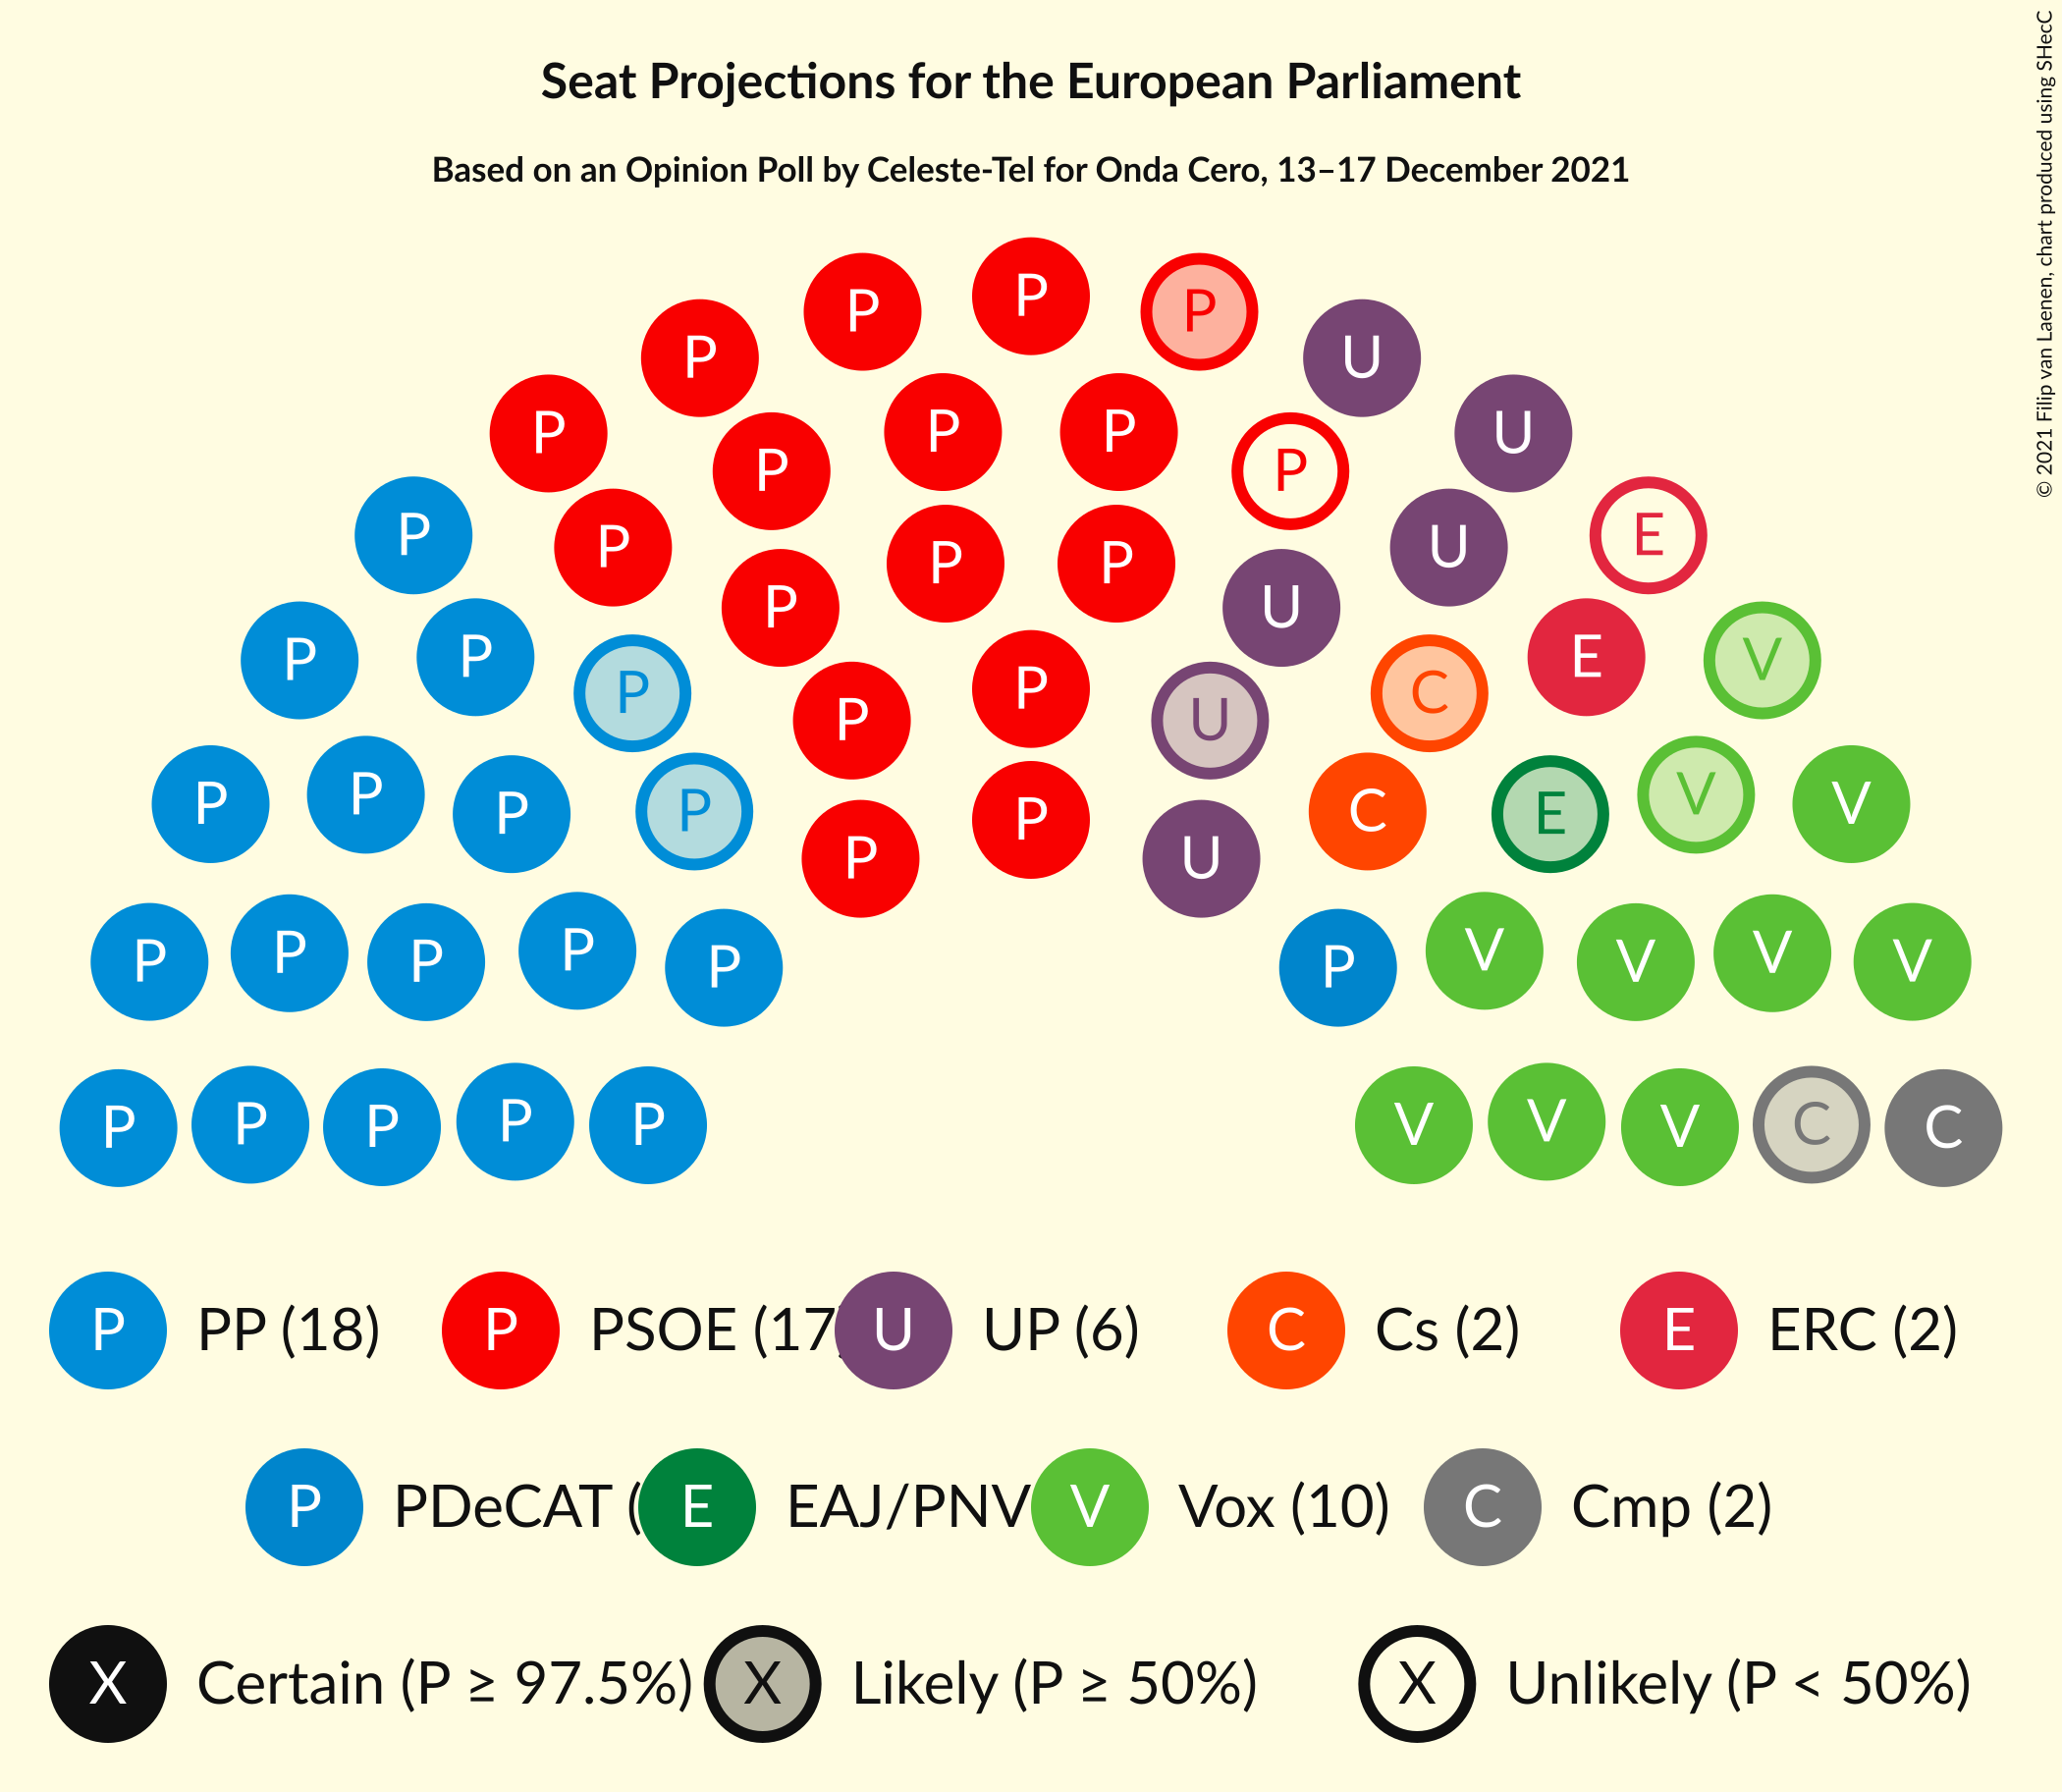 Seat Projections for the European Parliament
Based on an Opinion Poll by Celeste-Tel for Onda Cero, 13–17 December 2021
© 2021 Filip van Laenen, chart produced using SHecC
P
P P
P U
P P P U
P P
P E
P U
P P
P U
P P E V
P P C
P U
P P P P P C E V V
P U
P P P P P P V V V V
P P P P P V V V C C
P PP (18) P PSOE (17 U UP (6) C Cs (2) E ERC (2)
P PDeCAT ( E EAJ/PNV V Vox (10) C Cmp (2)
X Certain (P ≥ 97.5%) X Likely (P ≥ 50%) X Unlikely (P < 50%)